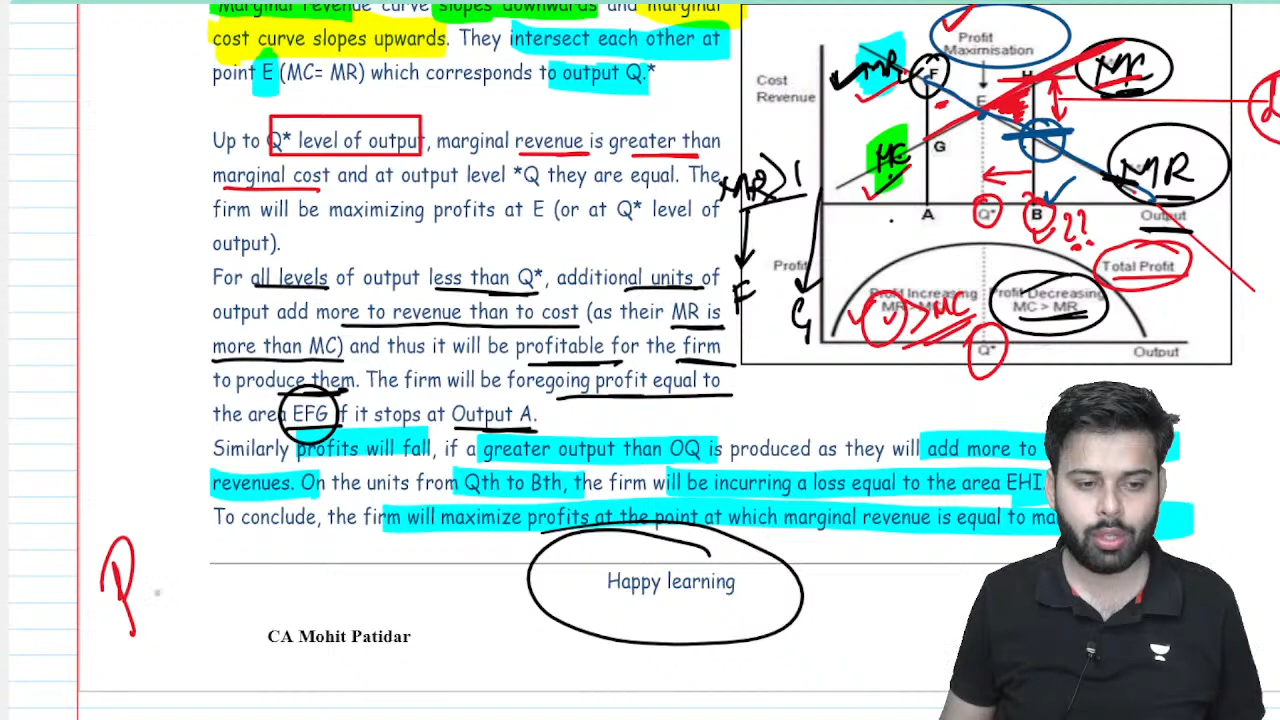 Marginal revenue curve slopes downwards and marginal
cost curve slopes upwards. They intersect each other at
point E (MC= MR) which corresponds to output Q.*
Up to Q* level of output, marginal revenue is greater than
marginal cost and at output level *Q they are equal. The
firm will be maximizing profits at E (or at Q* level of
output).
For all levels of output less than Q*, additional units of
output add more to revenue than to cost (as their MR is
more than MC) and thus it will be profitable for the firm
to produce them. The firm will be foregoing profit equal to
the area EFG if it stops at Output A.
Similarly profits will fall, if a greater output than OQ is produced as they will add more to
revenues. On the units from Qth to Bth, the firm will be incurring a loss equal to the area EHI
To conclude, the firm will maximize profits at the point at which marginal revenue is equal to
Happy learning
CA Mohit Patidar
P
Profit
Maximisation
Cost
Revenue
MR
F
H
MC
E
G
MC
MR
MR>
A
Q*
B
Output
??
Profit
Total Profit
F
G
Profit Increasing
Profit Decreasing
MC > MR
>MC
Q*
Output